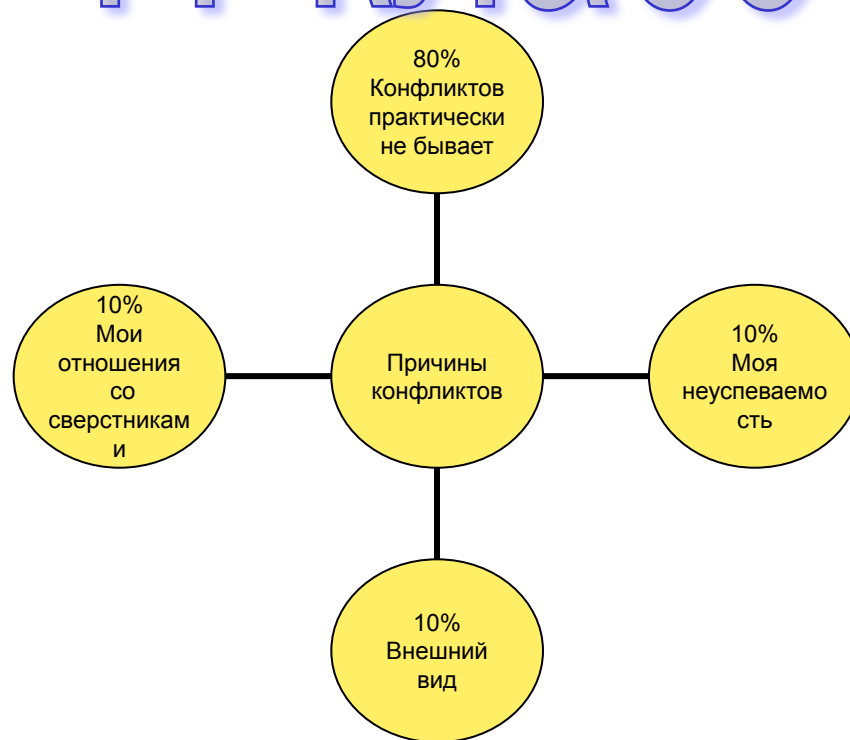 80%
Конфликтов
практически
не бывает
10%
Мои
отношения
со
сверстникам
и
Причины
конфликтов
10%
Моя
неуспеваемо
сть
10%
Внешний
вид